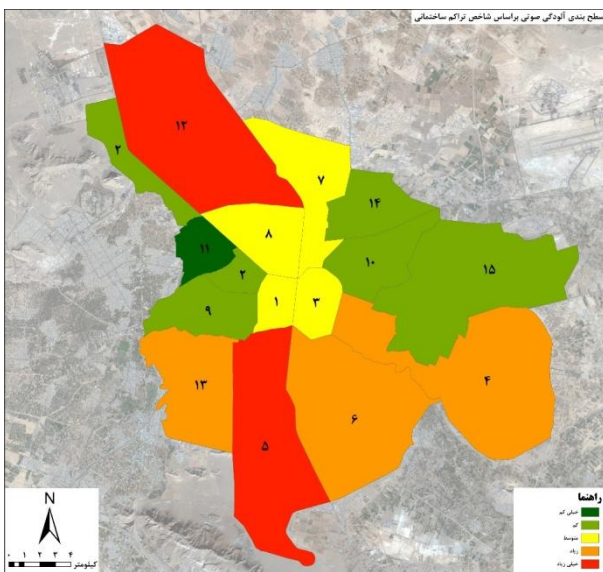 سطح بندی آلودگی صوتی براساس شاخص تراکم ساختمانی
۱۲
۲
۷
۱۴
۸
۱۱
۱۰
۱۵
۲
۱
۳
۹
۴
۱۳
۶
۵
N
۰ ۱ ۲ ۳ ۴
کیلومتر
راهنما
خیلی کم
کم
متوسط
زیاد
خیلی زیاد